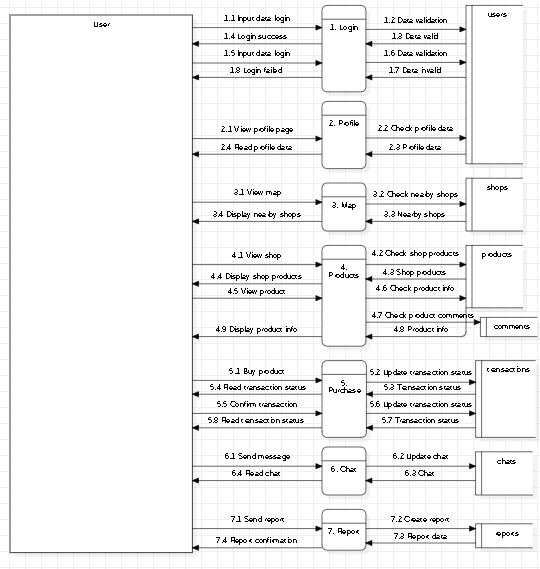 User
1.1 Input data login
1.4 Login success
1.5 Input data login
1.8 Login failed
1. Login
1.2 Data validation
1.3 Data valid
1.6 Data validation
1.7 Data invalid
users
2.1 View profile page
2.4 Read profile data
2. Profile
2.2 Check profile data
2.3 Profile data
3.1 View map
3.4 Display nearby shops
3. Map
3.2 Check nearby shops
3.3 Nearby shops
shops
4.1 View shop
4.4 Display shop products
4.5 View product
4.9 Display product info
4.
Products
4.2 Check shop products
4.3 Shop products
4.6 Check product info
4.7 Check product comments
4.8 Product info
products
comments
5.1 Buy product
5.4 Read transaction status
5.5 Confirm transaction
5.8 Read transaction status
5.
Purchase
5.2 Update transaction status
5.3 Transaction status
5.6 Update transaction status
5.7 Transaction status
transactions
6.1 Send message
6.4 Read chat
6. Chat
6.2 Update chat
6.3 Chat
chats
7.1 Send report
7.4 Report confirmation
7. Report
7.2 Create report
7.3 Report data
reports